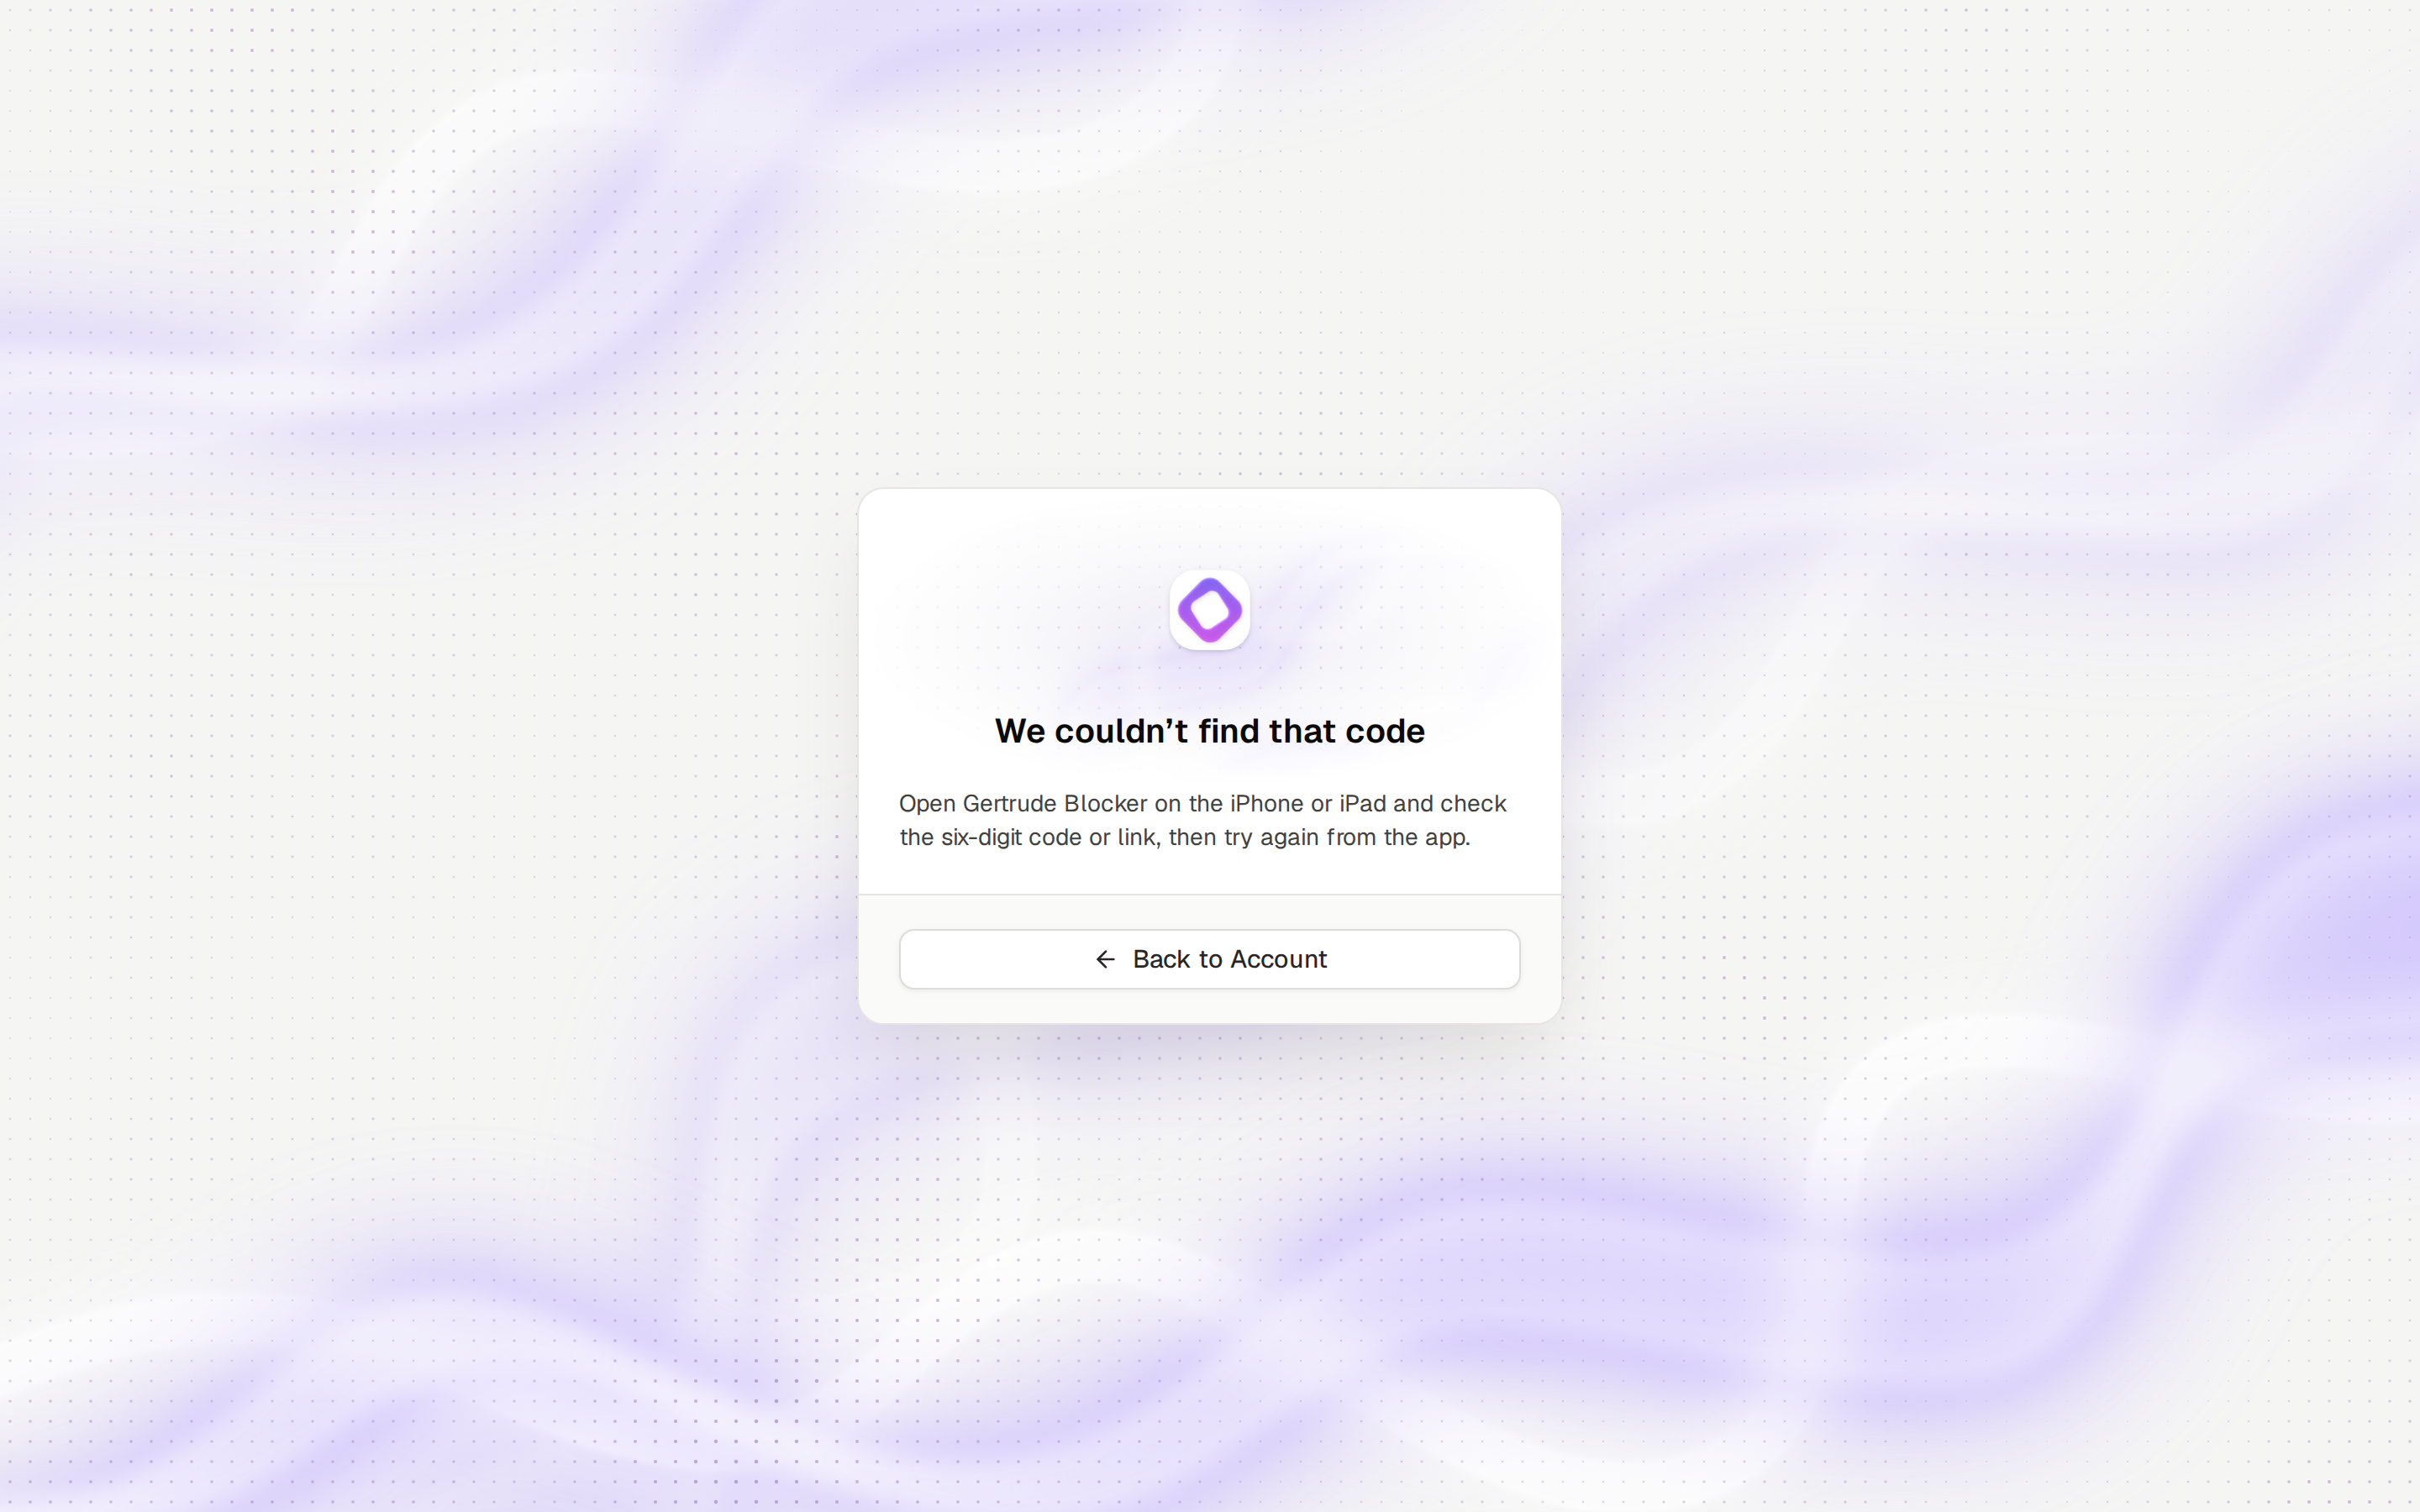 We couldn’t find that code
Open Gertrude Blocker on the iPhone or iPad and check
the six-digit code or link, then try again from the app.
Back to Account